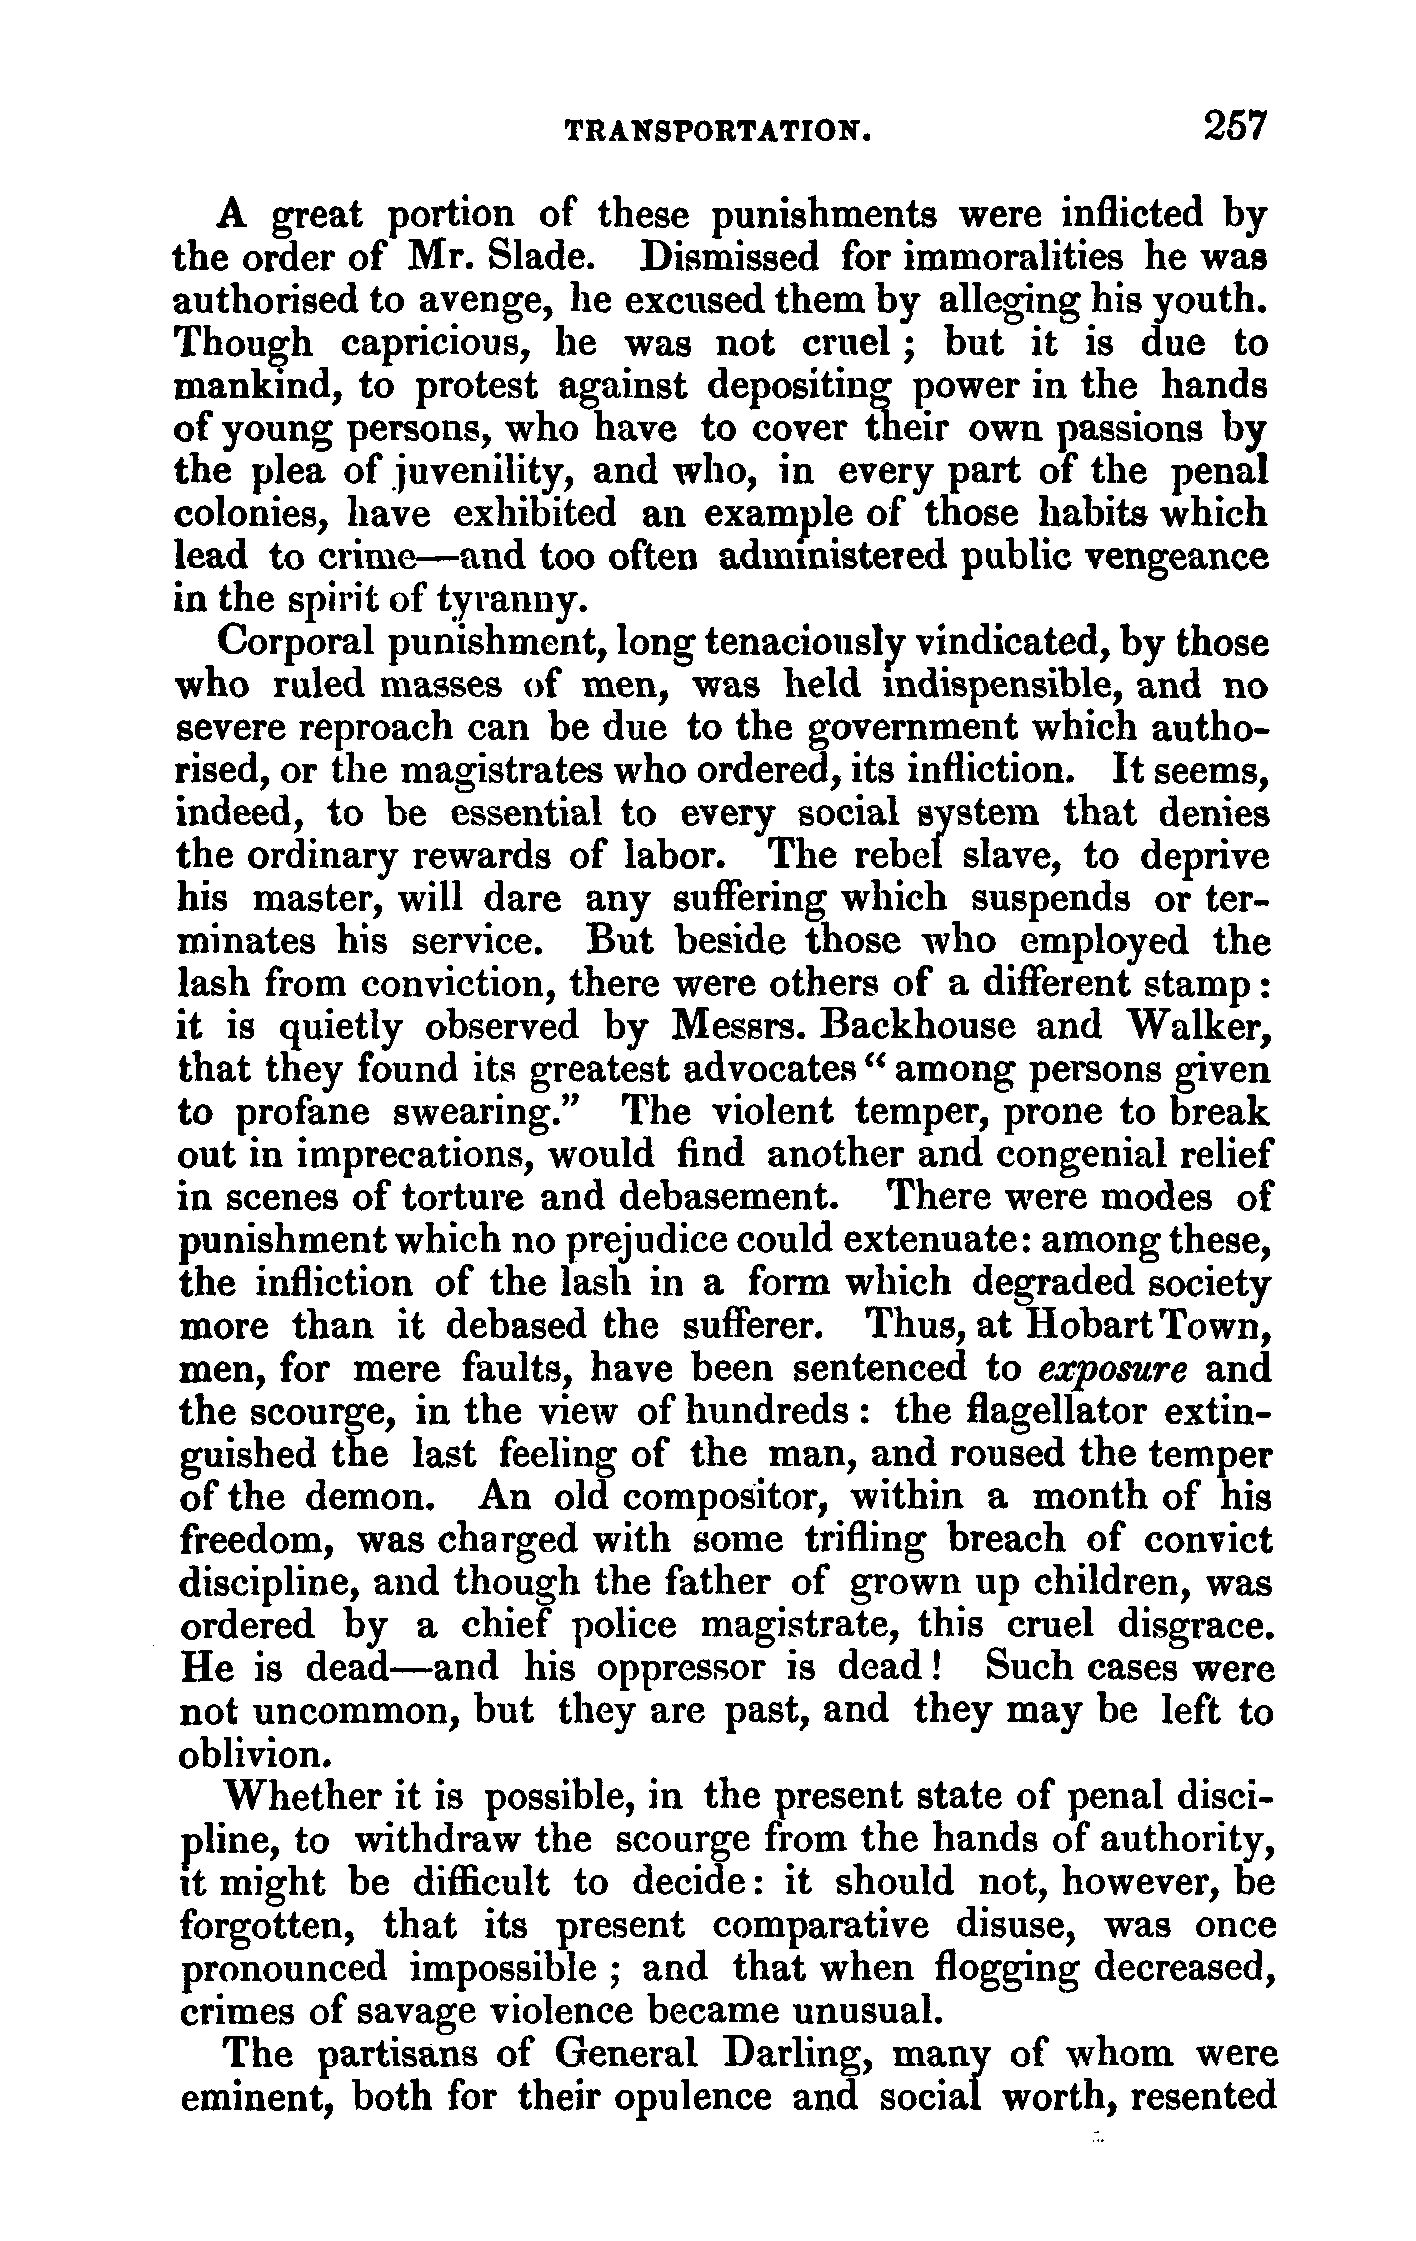 TRANSPORTATION. 257
A great portion of these punishments were inflicted by
the order of Mr. Slade. Dismissed for immoralities he was
authorised to avenge, he excused them by alleging his youth.
Though capricious, he was not cruel ; but it is due to
mankind, to protest against depositing power in the hands
of young persons, who have to cover their own passions by
the plea of juvenility, and who, in every part of the penal
colonies, have exhibited an example of those habits which
lead to crime—and too often administered public vengeance
in the spirit of tyranny.
Corporal punishment, long tenaciously vindicated, by those
who ruled masses of men, was held indispensible, and no
severe reproach can be due to the government which autho-
rised, or the magistrates who ordered, its infliction. It seems,
indeed, to be essential to every social system that denies
the ordinary rewards of labor. The rebel slave, to deprive
his master, will dare any suffering which suspends or ter-
minates his service. But beside those who employed the
lash from conviction, there were others of a different stamp :
it is quietly observed by Messrs. Backhouse and Walker,
that they found its greatest advocates “ among persons given
to profane swearing.” The violent temper, prone to break
out in imprecations, would find another and congenial relief
in scenes of torture and debasement. There were modes of
punishment which no prejudice could extenuate: among these,
the infliction of the lash in a form which degraded society
more than it debased the sufferer. Thus, at Hobart Town,
men, for mere faults, have been sentenced to exposure and
the scourge, in the view of hundreds : the flagellator extin-
guished the last feeling of the man, and roused the temper
of the demon. An old compositor, within a month of his
freedom, was charged with some trifling breach of convict
discipline, and though the father of grown up children, was
ordered by a chief police magistrate, this cruel disgrace.
He is dead—and his oppressor is dead ! Such cases were
not uncommon, but they are past, and they may be left to
oblivion.
Whether it is possible, in the present state of penal disci-
pline, to withdraw the scourge from the hands of authority,
it might be difficult to decide: it should not, however, be
forgotten, that its present comparative disuse, was once
pronounced impossible ; and that when flogging decreased,
crimes of savage violence became unusual.
The partisans of General Darling, many of whom were
eminent, both for their opulence and social worth, resented